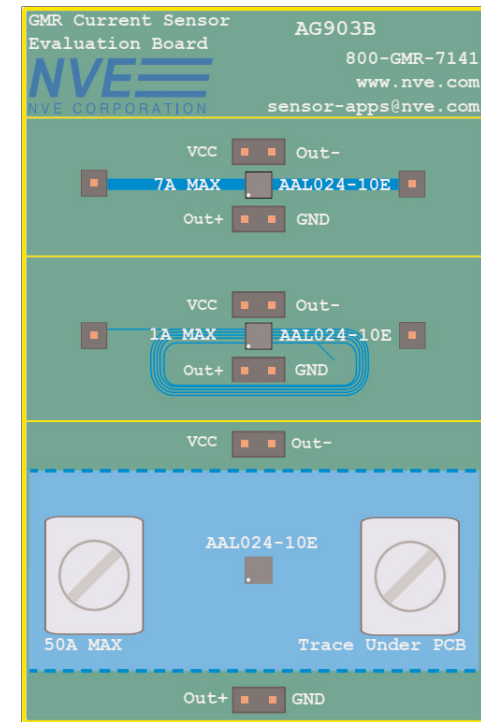 GMR Current Sensor
Evaluation Board
AG903B
800-GMR-7141
www.nve.com
sensor-apps@nve.com
NVE
NVE CORPORATION
VCC Out-
7A MAX AAL024-10E
Out+ GND
VCC Out-
1A MAX AAL024-10E
Out+ GND
VCC Out-
AAL024-10E
50A MAX Trace Under PCB
Out+ GND